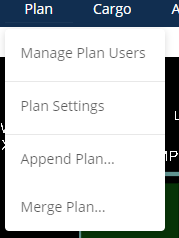 Plan Cargo A
Manage Plan Users
Plan Settings
Append Plan...
Merge Plan...